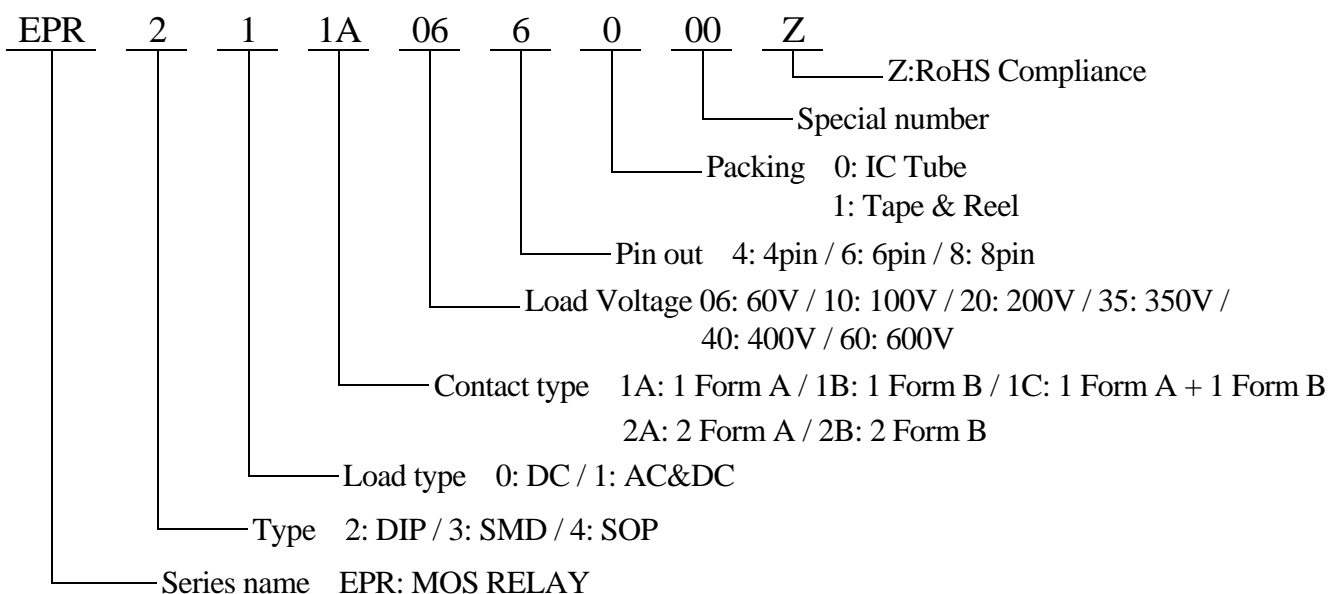 EPR 2 1 1A 06 6 0 00 Z
Z:RoHS Compliance
Special number
Packing 0: IC Tube
1: Tape & Reel
Pin out 4: 4pin / 6: 6pin / 8: 8pin
Load Voltage 06: 60V / 10: 100V / 20: 200V / 35: 350V /
40: 400V / 60: 600V
Contact type 1A: 1 Form A / 1B: 1 Form B / 1C: 1 Form A + 1 Form B
2A: 2 Form A / 2B: 2 Form B
Load type 0: DC / 1: AC&DC
Type 2: DIP / 3: SMD / 4: SOP
Series name EPR: MOS RELAY